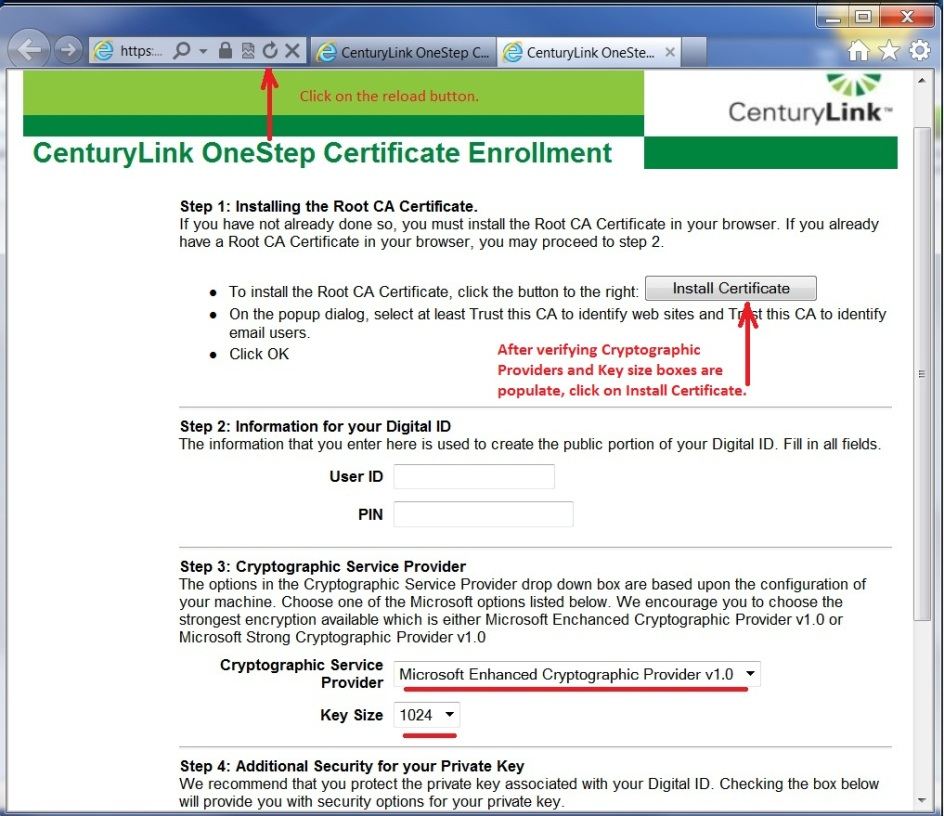 https:...
CenturyLink OneStep C...
CenturyLink OneSte...
Click on the reload button.
CenturyLink™
CenturyLink OneStep Certificate Enrollment
Step 1: Installing the Root CA Certificate.
If you have not already done so, you must install the Root CA Certificate in your browser. If you already
have a Root CA Certificate in your browser, you may proceed to step 2.
• To install the Root CA Certificate, click the button to the right: Install Certificate
• On the popup dialog, select at least Trust this CA to identify web sites and Trust this CA to identify
email users.
• Click OK
After verifying Cryptographic
Providers and Key size boxes are
populate, click on Install Certificate.
Step 2: Information for your Digital ID
The information that you enter here is used to create the public portion of your Digital ID. Fill in all fields.
User ID
PIN
Step 3: Cryptographic Service Provider
The options in the Cryptographic Service Provider drop down box are based upon the configuration of
your machine. Choose one of the Microsoft options listed below. We encourage you to choose the
strongest encryption available which is either Microsoft Enchanced Cryptographic Provider v1.0 or
Microsoft Strong Cryptographic Provider v1.0
Cryptographic Service
Provider
Microsoft Enhanced Cryptographic Provider v1.0
Key Size 1024
Step 4: Additional Security for your Private Key
We recommend that you protect the private key associated with your Digital ID. Checking the box below
will provide you with security options for your private key.